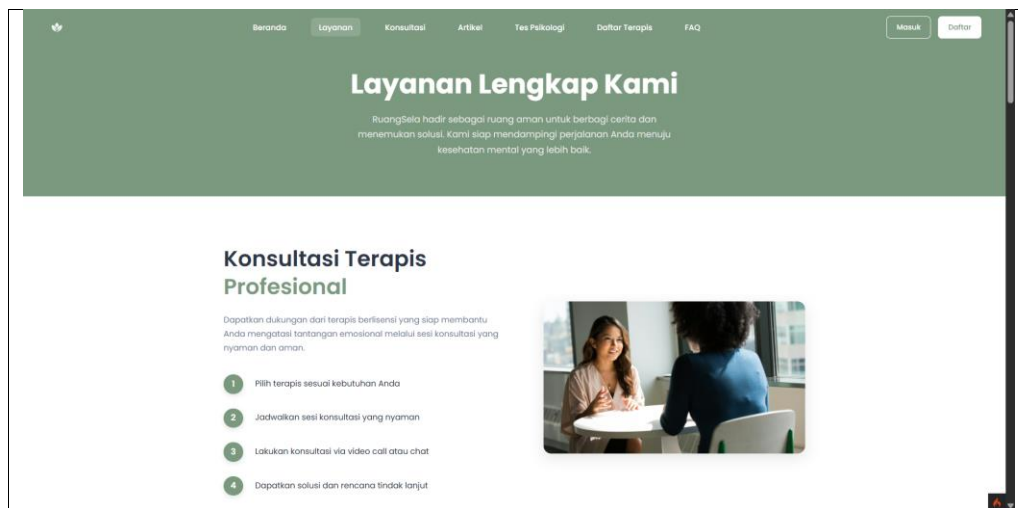 Beranda Layanan Konsultasi Artikel Tes Psikologi Daftar Terapis FAQ Masuk Daftar
Layanan Lengkap Kami
RuangSela hadir sebagai ruang aman untuk berbagi cerita dan
menemukan solusi. Kami siap mendampingi perjalanan Anda menuju
kesehatan mental yang lebih baik.
Konsultasi Terapis
Profesional
Dapatkan dukungan dari terapis berlisensi yang siap membantu
Anda mengatasi tantangan emosional melalui sesi konsultasi yang
nyaman dan aman.
1 Pilih terapis sesuai kebutuhan Anda
2 Jadwalkan sesi konsultasi yang nyaman
3 Lakukan konsultasi via video call atau chat
4 Dapatkan solusi dan rencana tindak lanjut